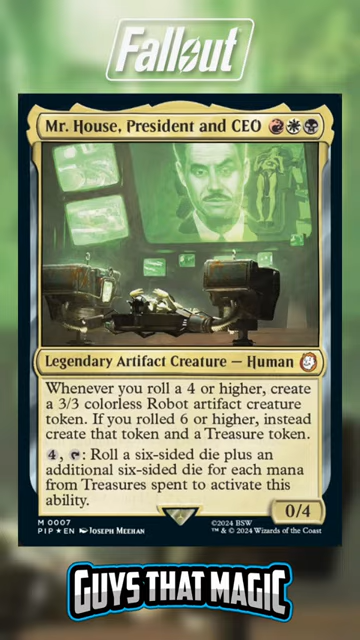 Fallout
Mr. House, President and CEO
Legendary Artifact Creature — Human
Whenever you roll a 4 or higher, create
a 3/3 colorless Robot artifact creature
token. If you rolled 6 or higher, instead
create that token and a Treasure token.
4, T: Roll a six-sided die plus an
additional six-sided die for each mana
from Treasures spent to activate this
ability.
0/4
M 0007
PIP ★ EN Joseph Meehan
©2024 BSW
™ & © 2024 Wizards of the Coast
GUYS THAT MAGIC